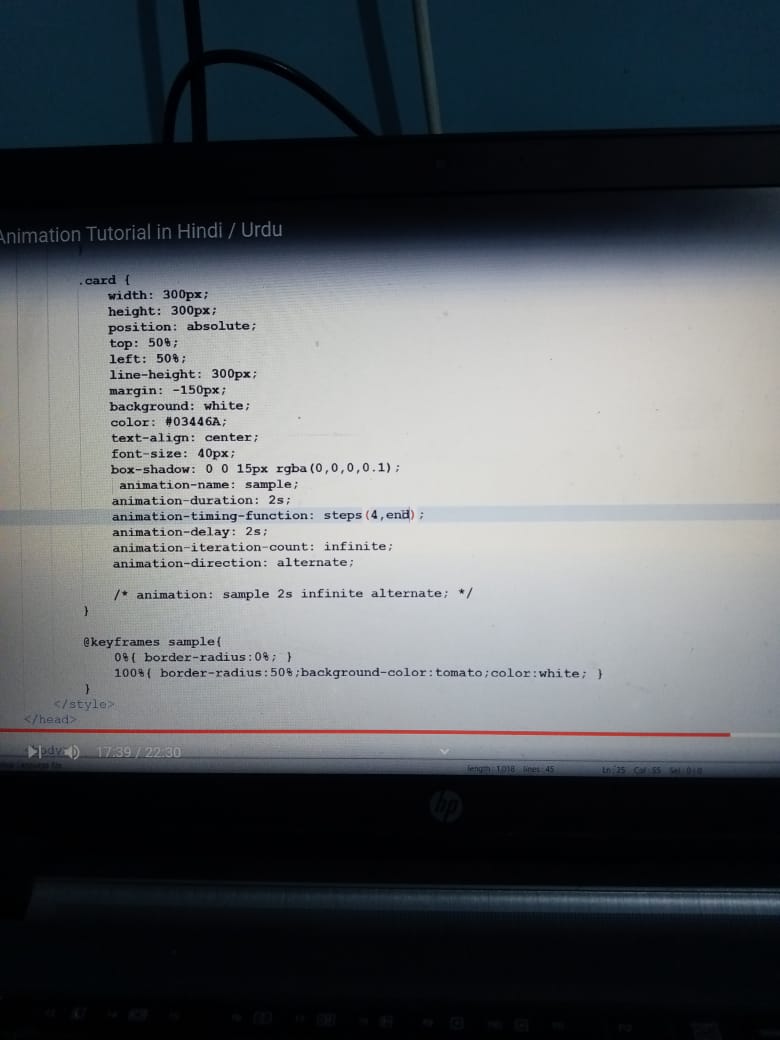 Animation Tutorial in Hindi / Urdu
.card {
width: 300px;
height: 300px;
position: absolute;
top: 50%;
left: 50%;
line-height: 300px;
margin: -150px;
background: white;
color: #03446A;
text-align: center;
font-size: 40px;
box-shadow: 0 0 15px rgba(0,0,0,0.1);
animation-name: sample;
animation-duration: 2s;
animation-timing-function: steps(4,end);
animation-delay: 2s;
animation-iteration-count: infinite;
animation-direction: alternate;
/* animation: sample 2s infinite alternate; */
}
@keyframes sample{
0%{ border-radius:0%; }
100%{ border-radius:50%;background-color:tomato;color:white; }
}
</style>
</head>
17:39 / 22:30
length : 1018 lines : 45 Ln : 25 Col : 55 Sel : 0 | 0
hp